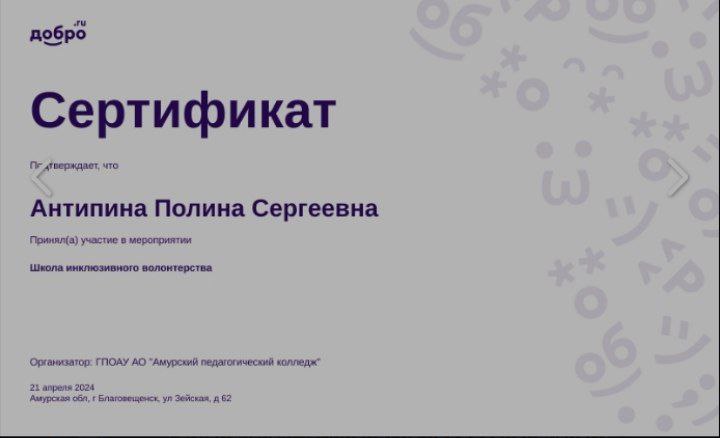 .ru
добро
Сертификат
Подтверждает, что
Антипина Полина Сергеевна
Принял(а) участие в мероприятии
Школа инклюзивного волонтерства
Организатор: ГПОАУ АО "Амурский педагогический колледж"
21 апреля 2024
Амурская обл, г Благовещенск, ул Зейская, д 62